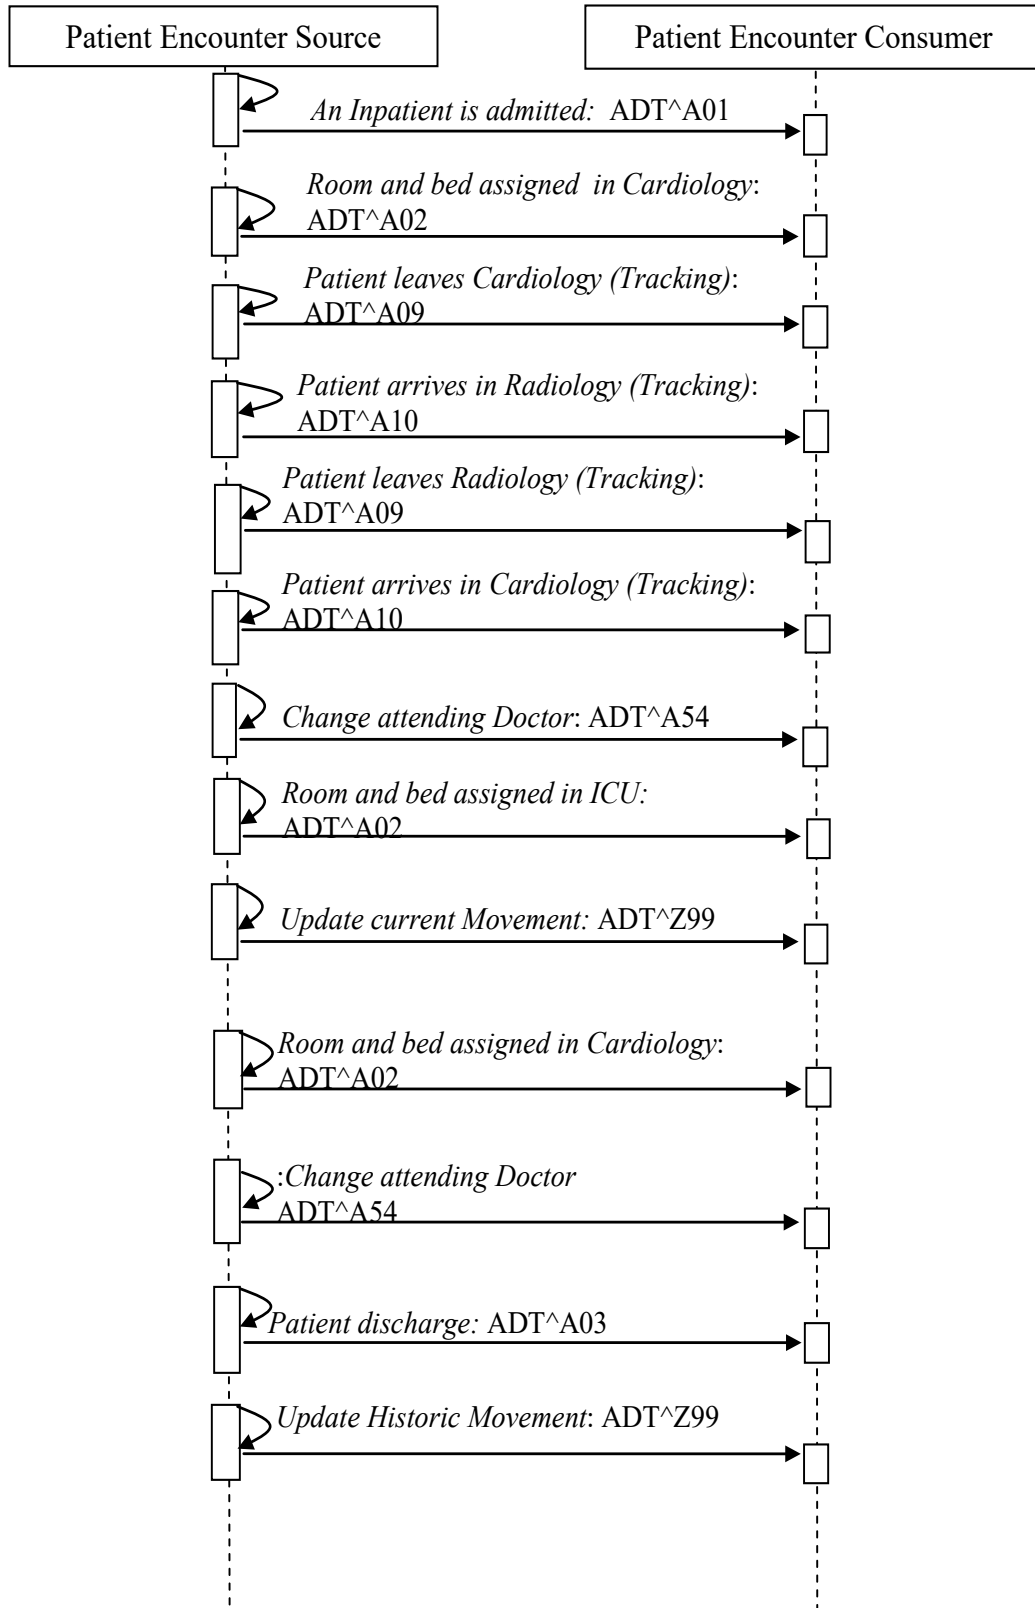 Patient Encounter Source
Patient Encounter Consumer
An Inpatient is admitted: ADT^A01
Room and bed assigned in Cardiology:
ADT^A02
Patient leaves Cardiology (Tracking):
ADT^A09
Patient arrives in Radiology (Tracking):
ADT^A10
Patient leaves Radiology (Tracking):
ADT^A09
Patient arrives in Cardiology (Tracking):
ADT^A10
Change attending Doctor: ADT^A54
Room and bed assigned in ICU:
ADT^A02
Update current Movement: ADT^Z99
Room and bed assigned in Cardiology:
ADT^A02
:Change attending Doctor
ADT^A54
Patient discharge: ADT^A03
Update Historic Movement: ADT^Z99